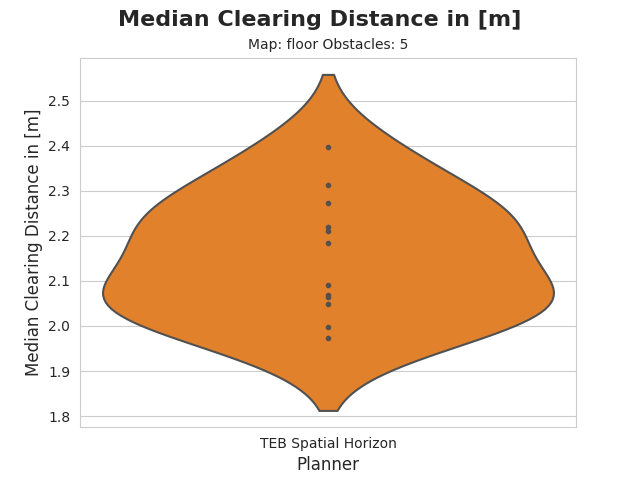 Median Clearing Distance in [m]
Map: floor Obstacles: 5
Median Clearing Distance in [m]
2.5
2.4
2.3
2.2
2.1
2.0
1.9
1.8
TEB Spatial Horizon
Planner